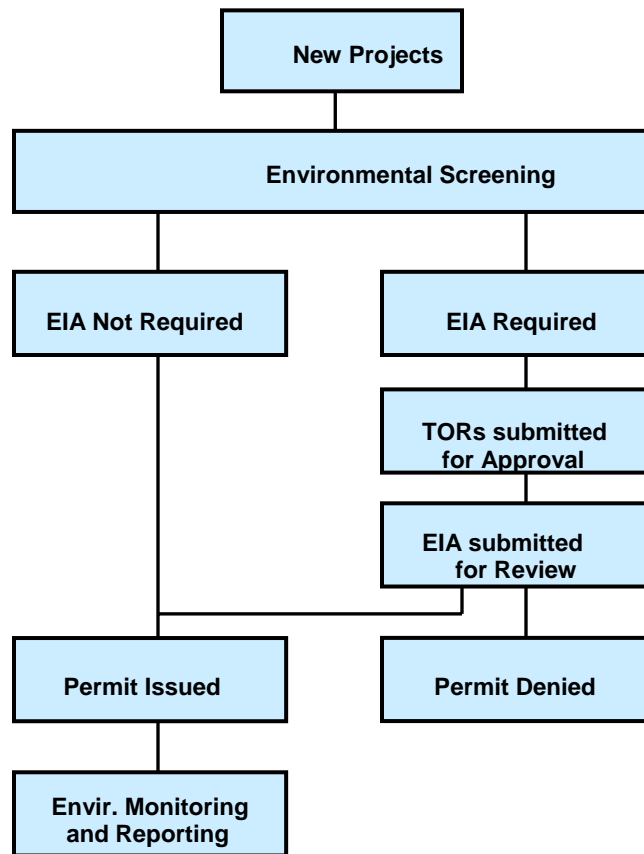 New Projects
Environmental Screening
EIA Not Required
EIA Required
TORs submitted
for Approval
EIA submitted
for Review
Permit Issued
Permit Denied
Envir. Monitoring
and Reporting